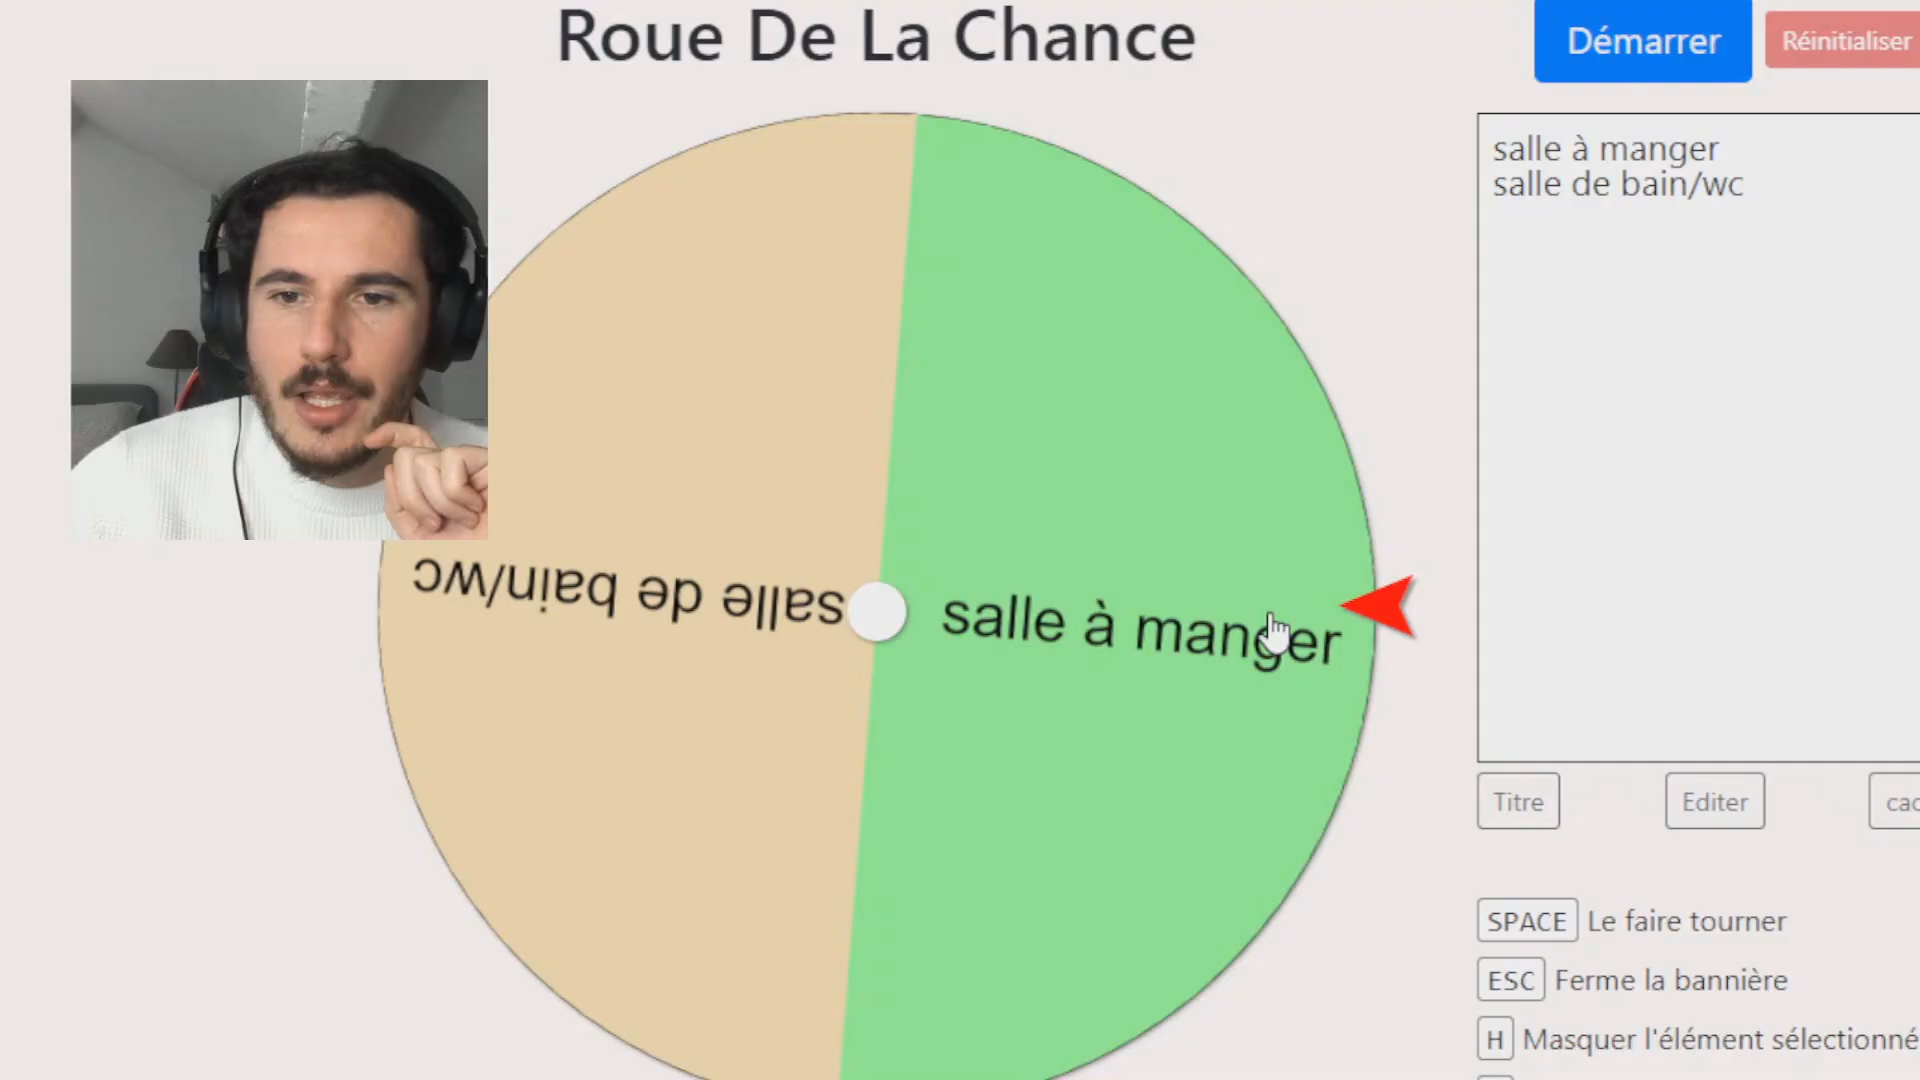 Roue De La Chance
Démarrer
Réinitialiser
salle à manger
salle de bain/wc
salle de bain/wc
salle à manger
Titre
Editer
SPACE Le faire tourner
ESC Ferme la bannière
H Masquer l'élément sélectionné